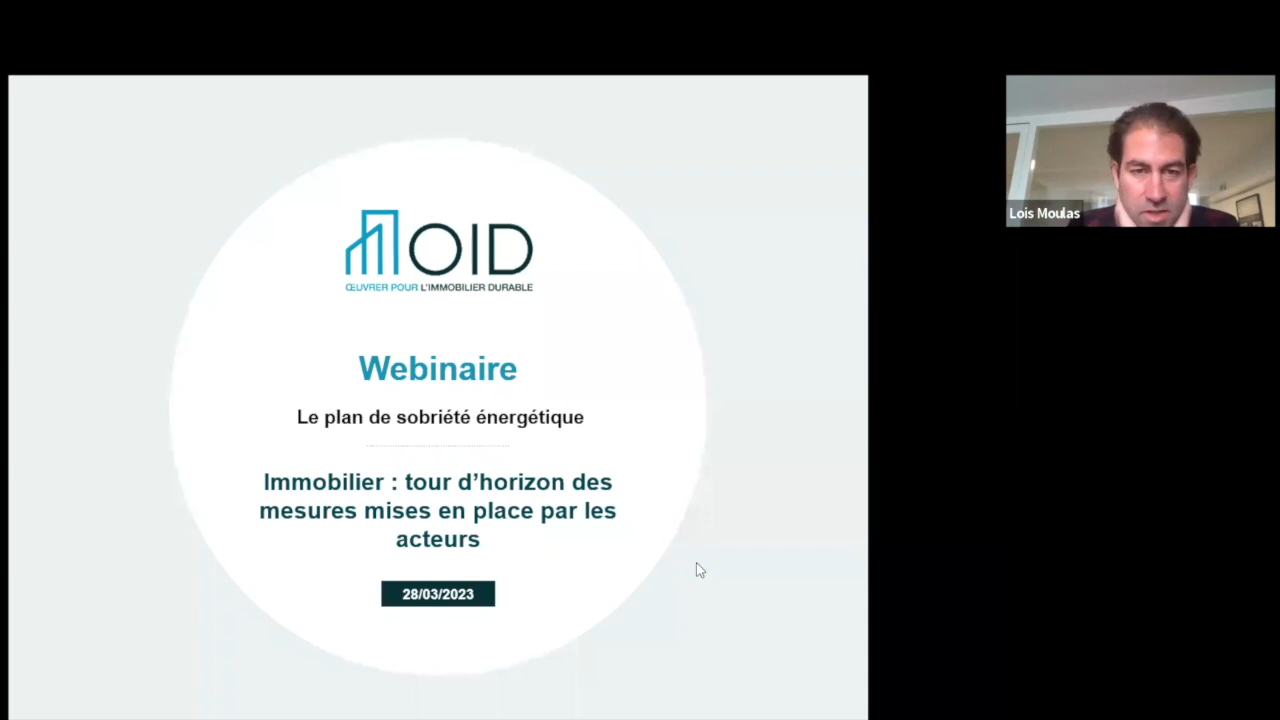 OID
ŒUVRER POUR L'IMMOBILIER DURABLE
Webinaire
Le plan de sobriété énergétique
Immobilier : tour d’horizon des
mesures mises en place par les
acteurs
28/03/2023
Lois Moulas